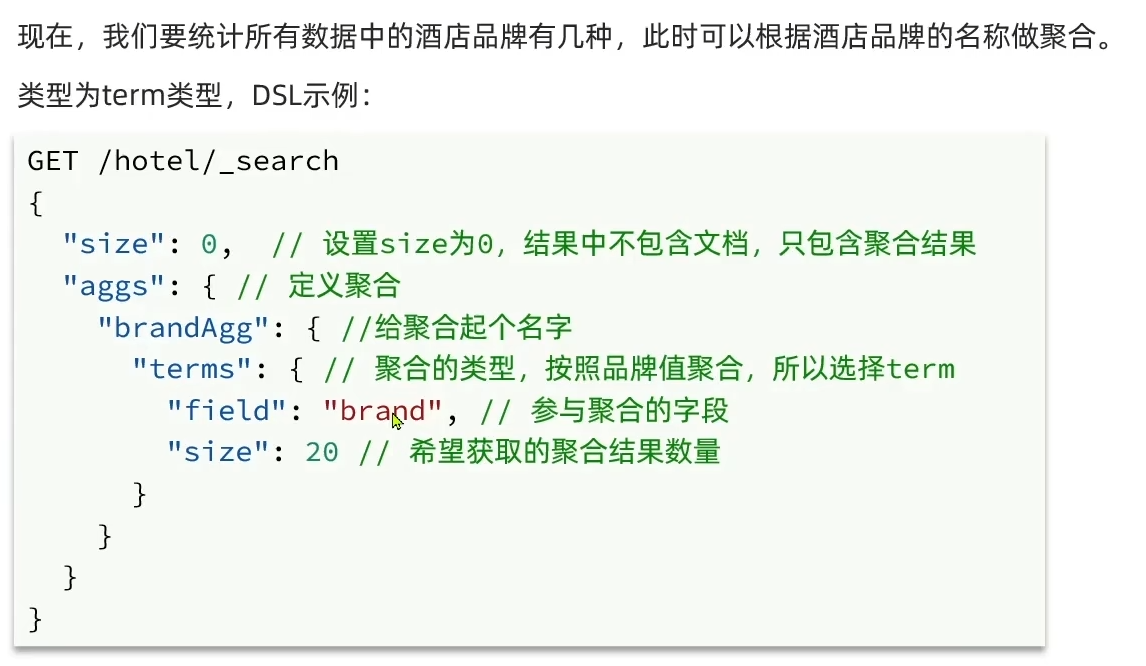 现在，我们要统计所有数据中的酒店品牌有几种，此时可以根据酒店品牌的名称做聚合。
类型为term类型，DSL示例：
GET /hotel/_search
{
  "size": 0,  // 设置size为0，结果中不包含文档，只包含聚合结果
  "aggs": { // 定义聚合
    "brandAgg": { //给聚合起个名字
      "terms": { // 聚合的类型，按照品牌值聚合，所以选择term
        "field": "brand", // 参与聚合的字段
        "size": 20 // 希望获取的聚合结果数量
      }
    }
  }
}